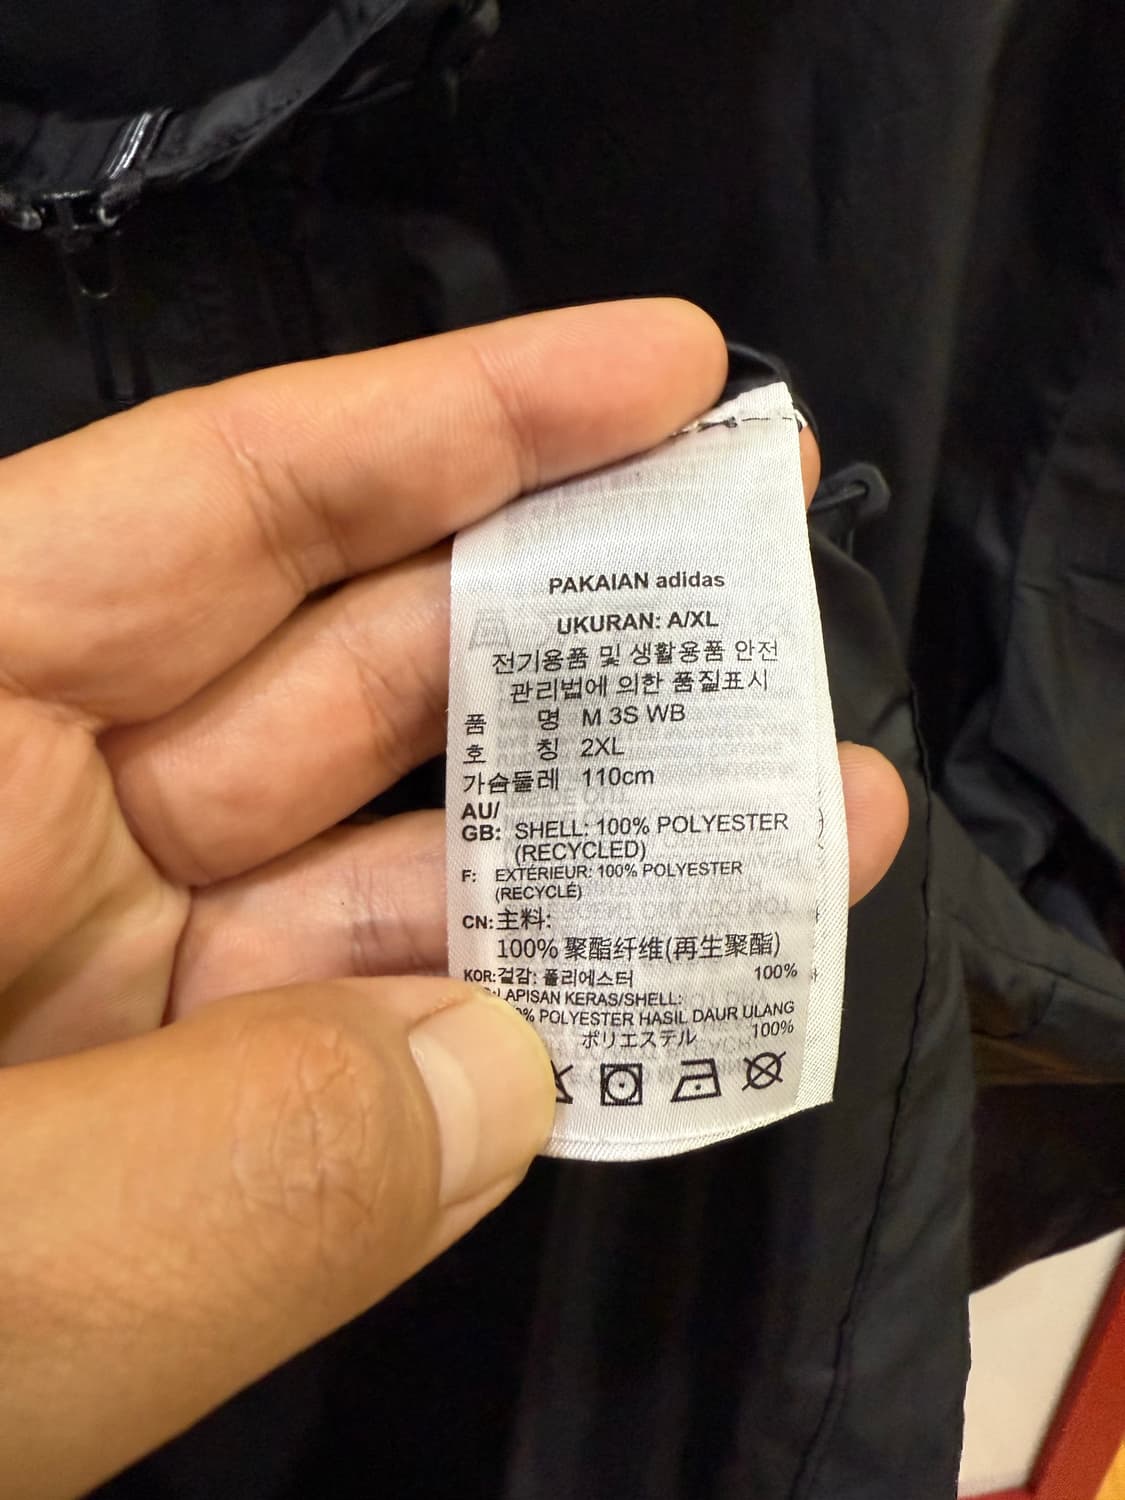 PAKAIAN adidas
UKURAN: A/XL
전기용품 및 생활용품 안전
관리법에 의한 품질표시
품 명 M 3S WB
호 칭 2XL
가슴둘레 110cm
AU/
GB: SHELL: 100% POLYESTER
(RECYCLED)
F: EXTÉRIEUR: 100% POLYESTER
(RECYCLÉ)
CN: 主料:
100% 聚酯纤维(再生聚酯)
KOR: 겉감: 폴리에스터 100%
LAPISAN KERAS/SHELL:
% POLYESTER HASIL DAUR ULANG
ポリエステル 100%